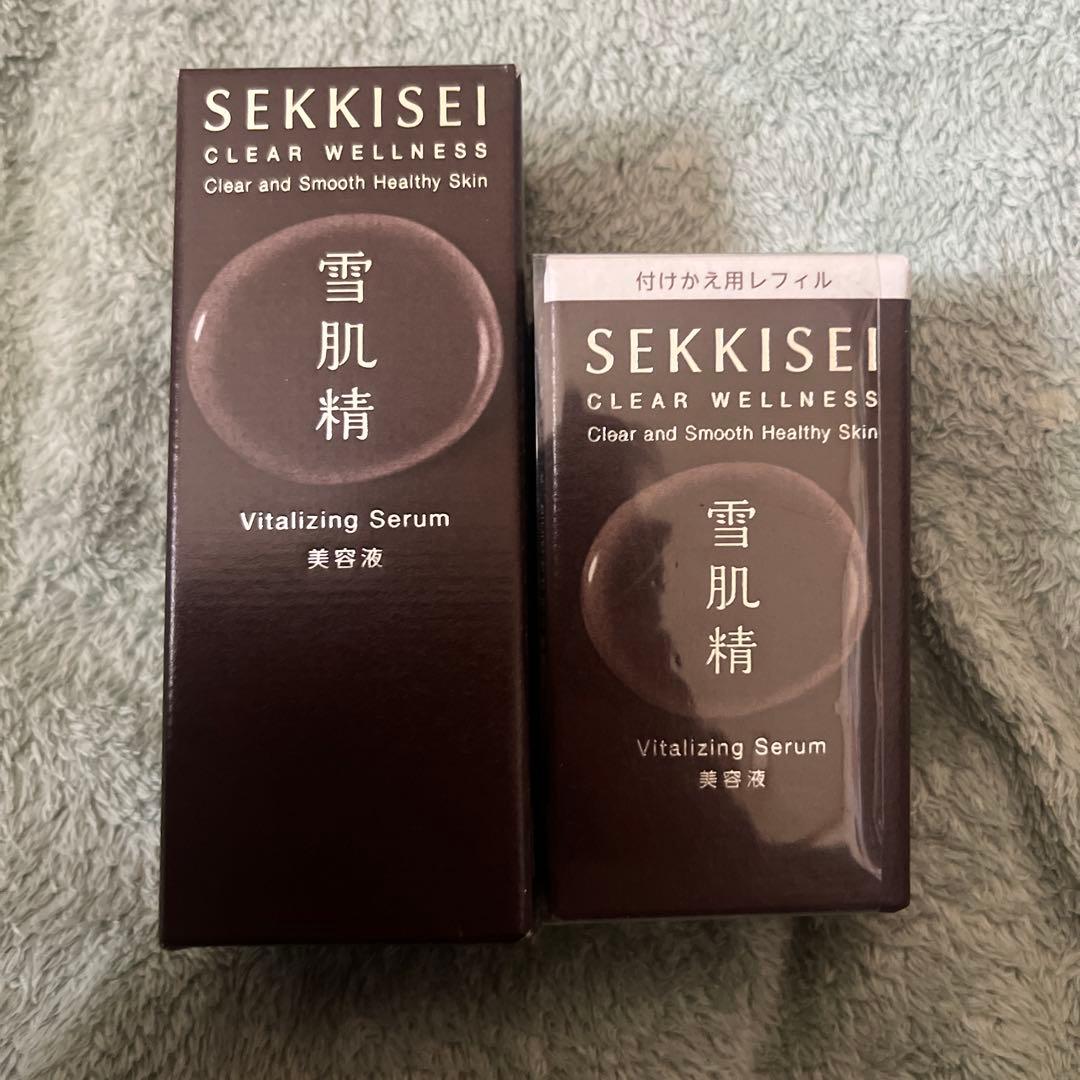 SEKKISEI
CLEAR WELLNESS
Clear and Smooth Healthy Skin
雪肌精
Vitalizing Serum
美容液
付けかえ用レフィル
SEKKISEI
CLEAR WELLNESS
Clear and Smooth Healthy Skin
雪肌精
Vitalizing Serum
美容液